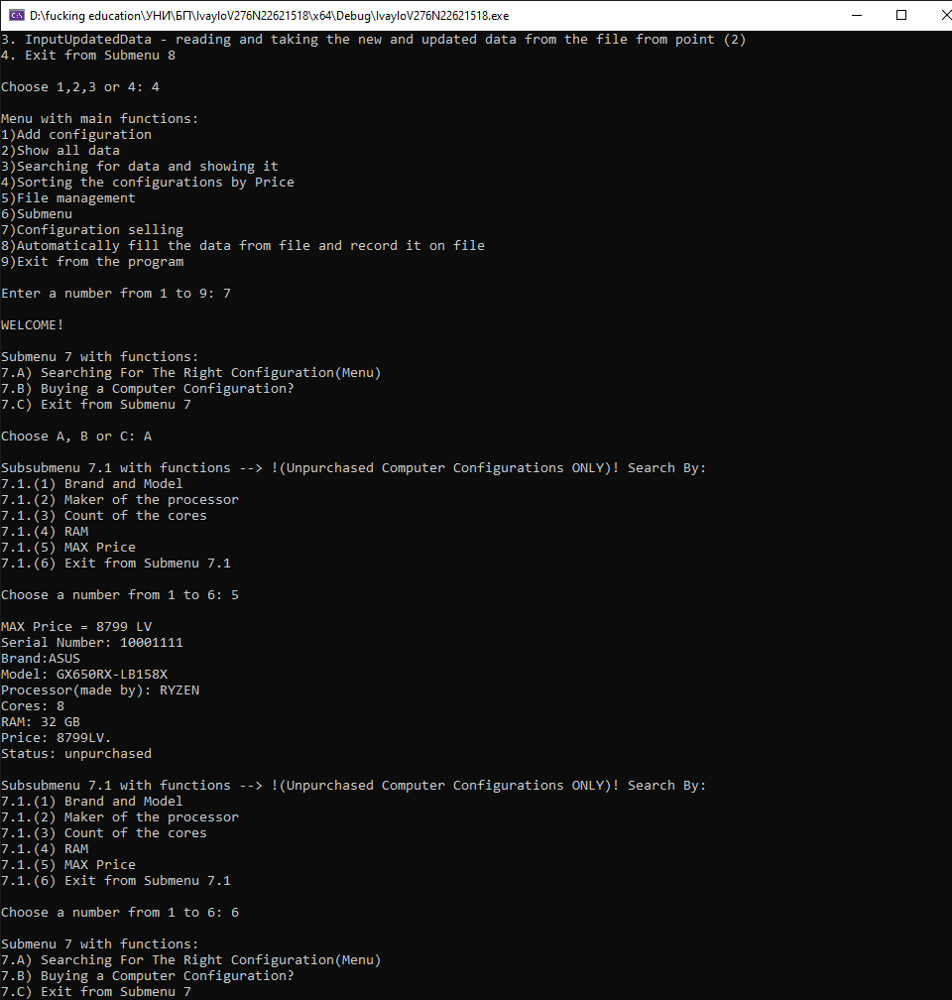 D:\fucking education\УНИ\БП\IvayloV276N22621518\x64\Debug\IvayloV276N22621518.exe
3. InputUpdatedData - reading and taking the new and updated data from the file from point (2)
4. Exit from Submenu 8
Choose 1,2,3 or 4: 4
Menu with main functions:
1)Add configuration
2)Show all data
3)Searching for data and showing it
4)Sorting the configurations by Price
5)File management
6)Submenu
7)Configuration selling
8)Automatically fill the data from file and record it on file
9)Exit from the program
Enter a number from 1 to 9: 7
WELCOME!
Submenu 7 with functions:
7.A) Searching For The Right Configuration(Menu)
7.B) Buying a Computer Configuration?
7.C) Exit from Submenu 7
Choose A, B or C: A
Subsubmenu 7.1 with functions --> !(Unpurchased Computer Configurations ONLY)! Search By:
7.1.(1) Brand and Model
7.1.(2) Maker of the processor
7.1.(3) Count of the cores
7.1.(4) RAM
7.1.(5) MAX Price
7.1.(6) Exit from Submenu 7.1
Choose a number from 1 to 6: 5
MAX Price = 8799 LV
Serial Number: 10001111
Brand:ASUS
Model: GX650RX-LB158X
Processor(made by): RYZEN
Cores: 8
RAM: 32 GB
Price: 8799LV.
Status: unpurchased
Subsubmenu 7.1 with functions --> !(Unpurchased Computer Configurations ONLY)! Search By:
7.1.(1) Brand and Model
7.1.(2) Maker of the processor
7.1.(3) Count of the cores
7.1.(4) RAM
7.1.(5) MAX Price
7.1.(6) Exit from Submenu 7.1
Choose a number from 1 to 6: 6
Submenu 7 with functions:
7.A) Searching For The Right Configuration(Menu)
7.B) Buying a Computer Configuration?
7.C) Exit from Submenu 7